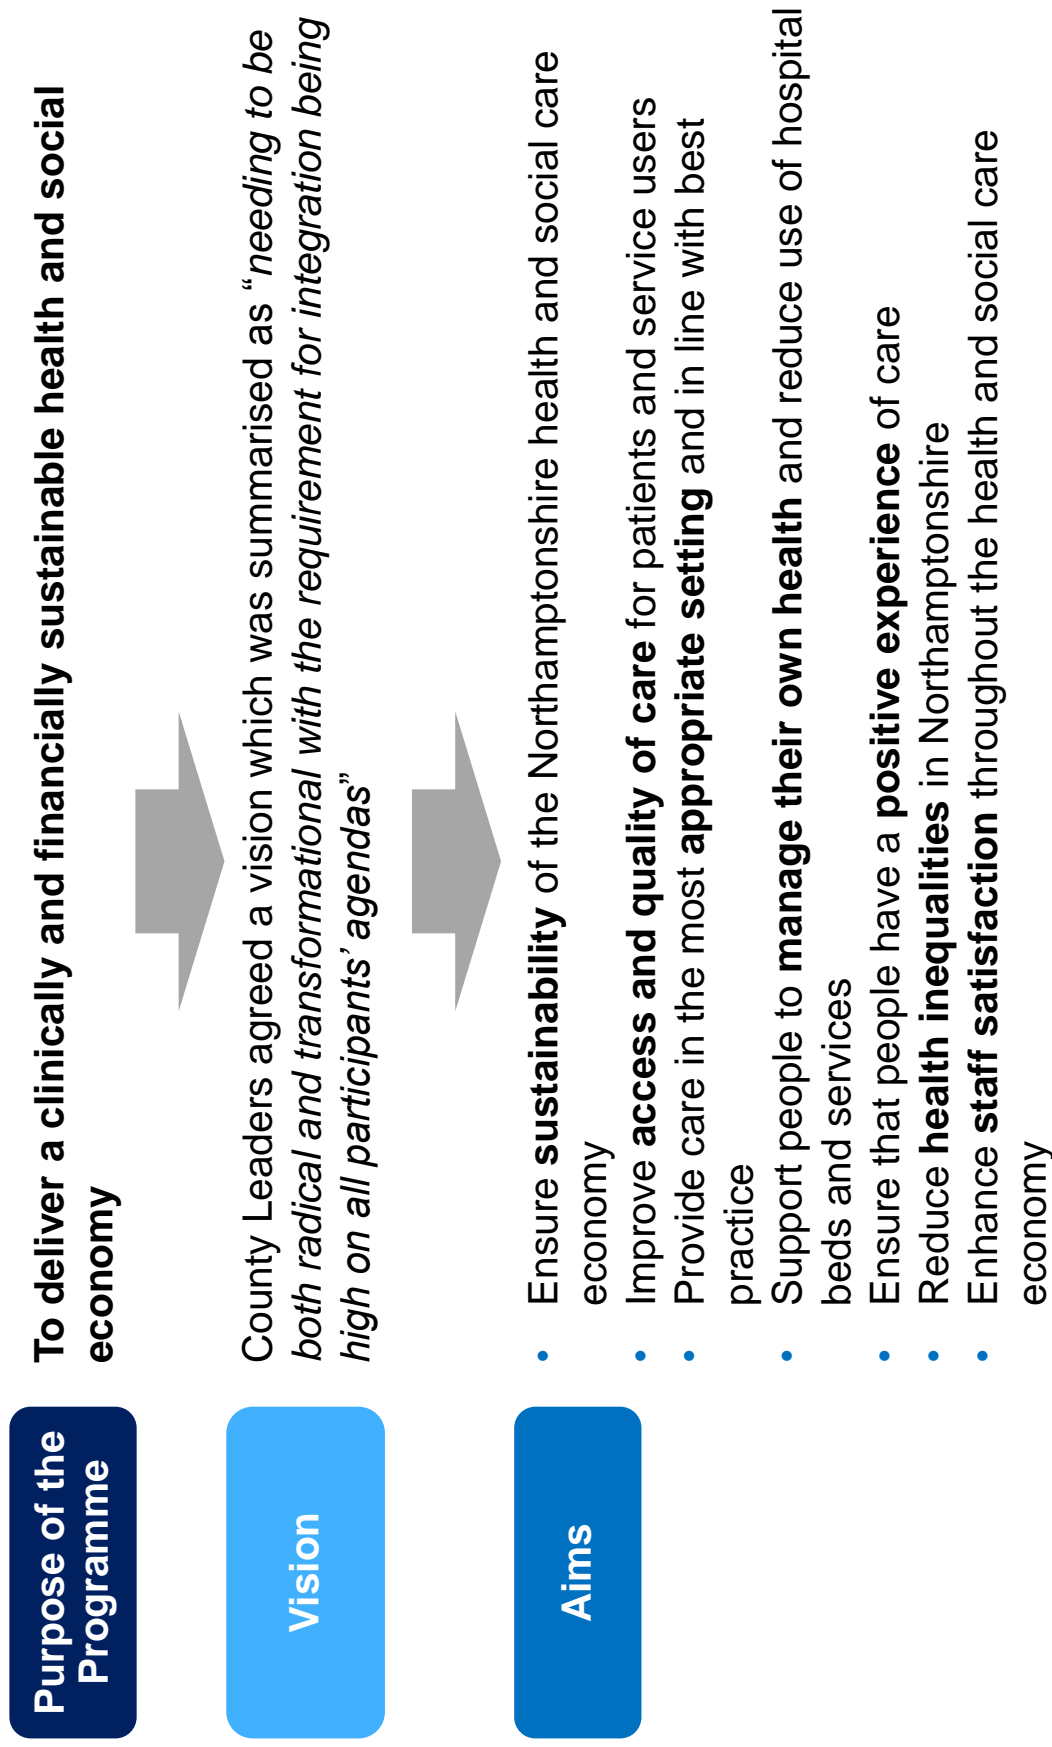 Purpose of the
Programme
To deliver a clinically and financially sustainable health and social
economy
Vision
County Leaders agreed a vision which was summarised as “needing to be
both radical and transformational with the requirement for integration being
high on all participants’ agendas”
Aims
• Ensure sustainability of the Northamptonshire health and social care
economy
• Improve access and quality of care for patients and service users
• Provide care in the most appropriate setting and in line with best
practice
• Support people to manage their own health and reduce use of hospital
beds and services
• Ensure that people have a positive experience of care
• Reduce health inequalities in Northamptonshire
• Enhance staff satisfaction throughout the health and social care
economy